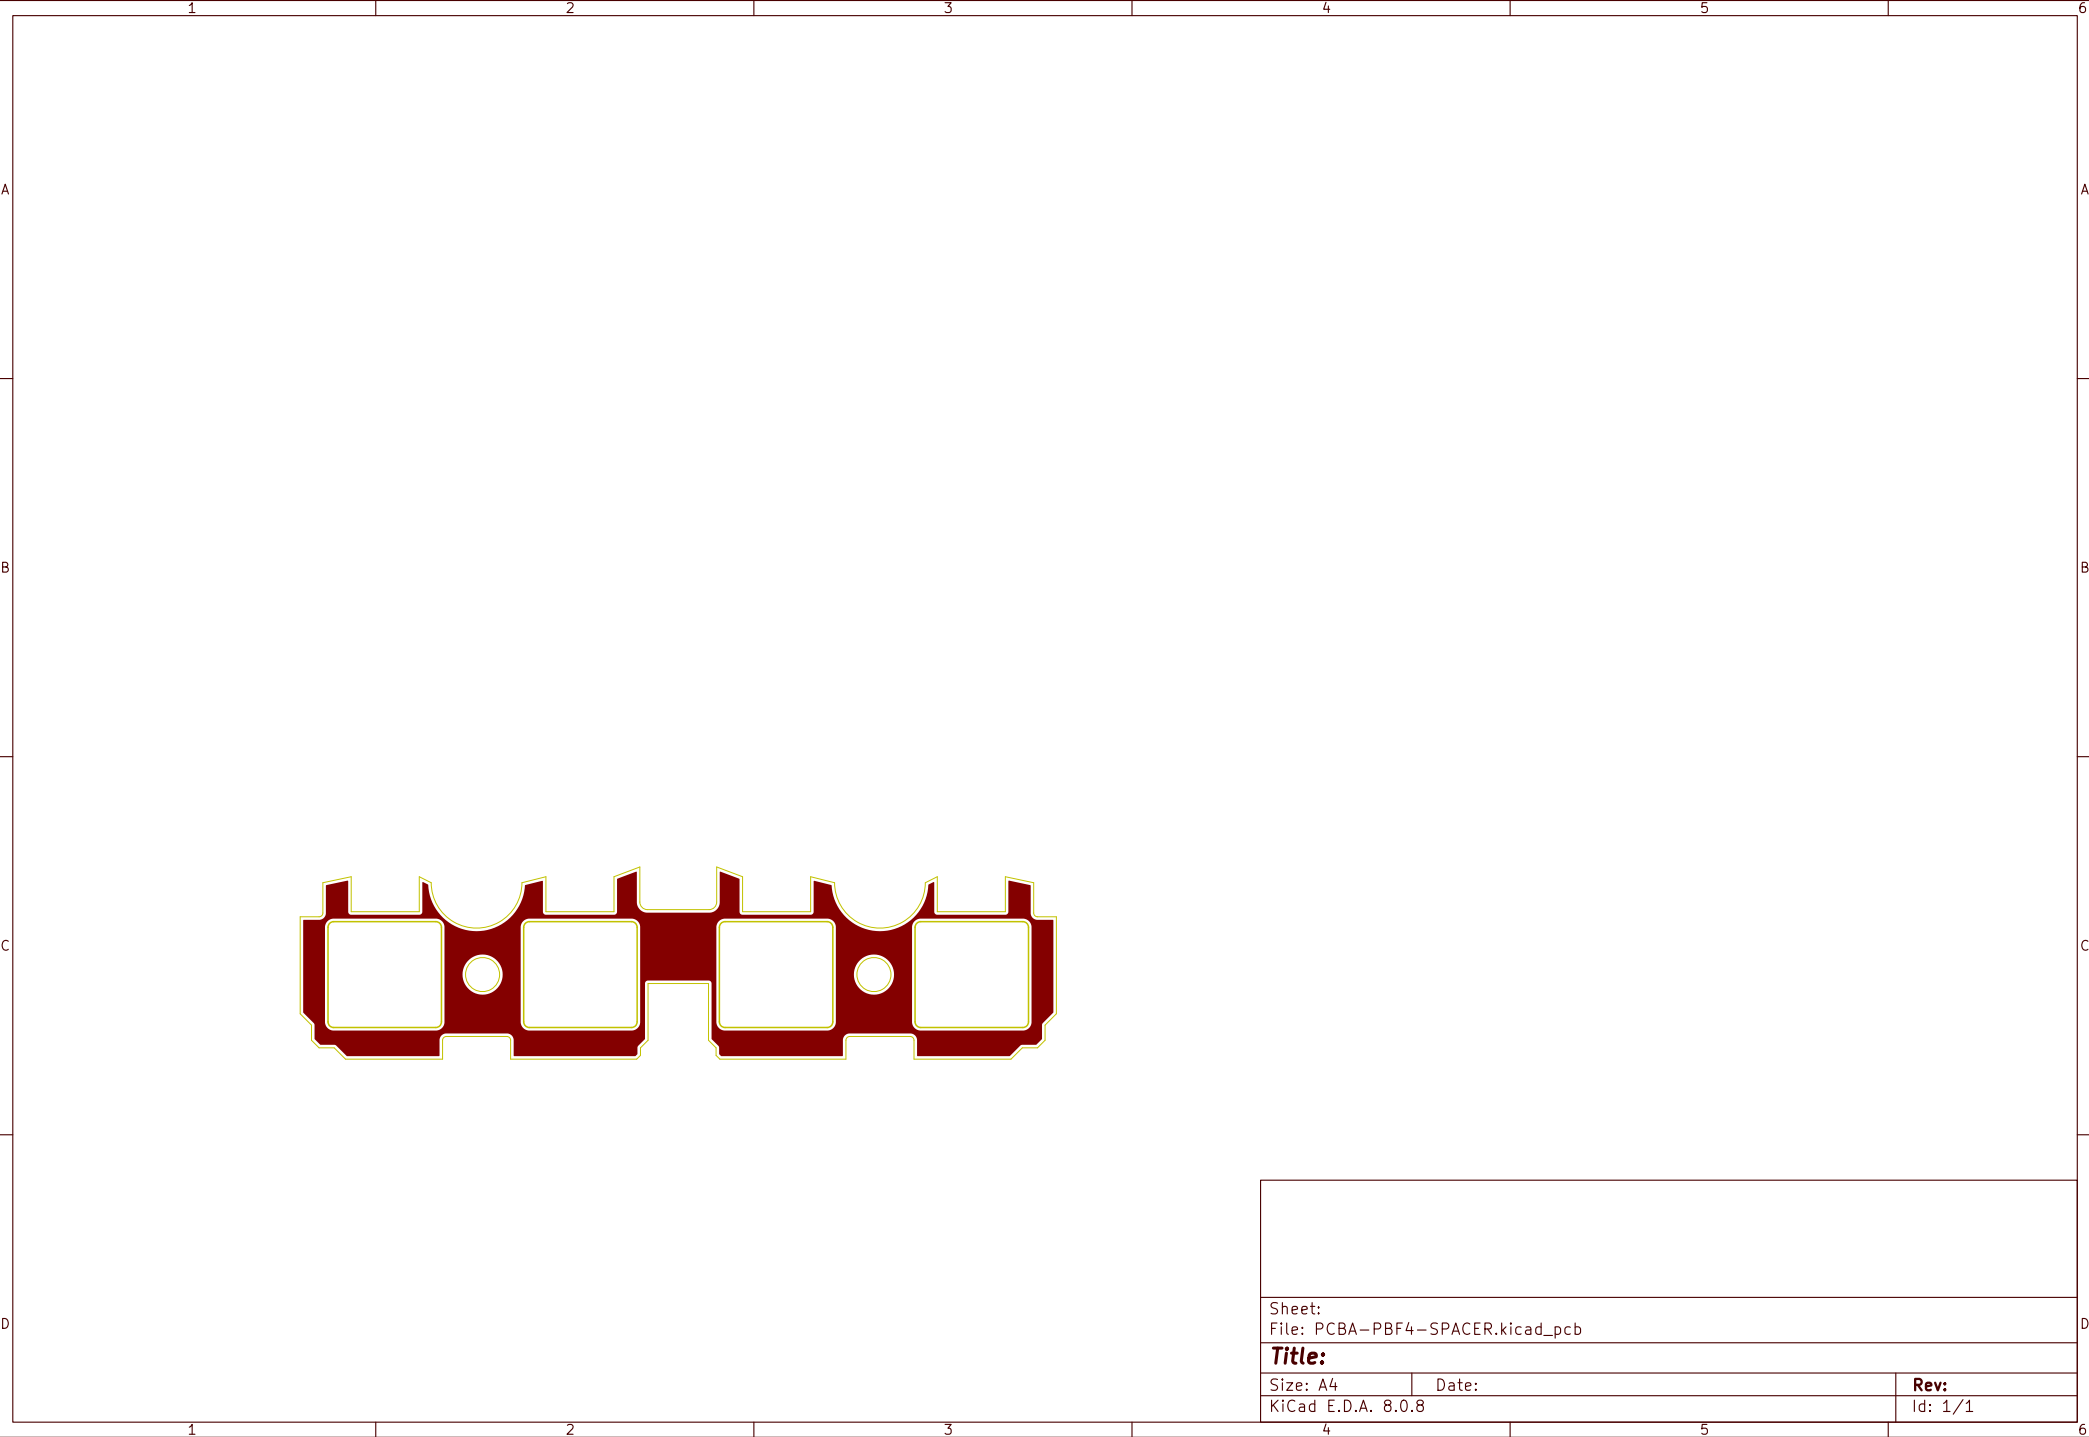 1 2 3 4 5 6
A A
B B
C C
D D
Sheet:
File: PCBA-PBF4-SPACER.kicad_pcb
Title:
Size: A4 Date: Rev:
KiCad E.D.A. 8.0.8 Id: 1/1
1 2 3 4 5 6